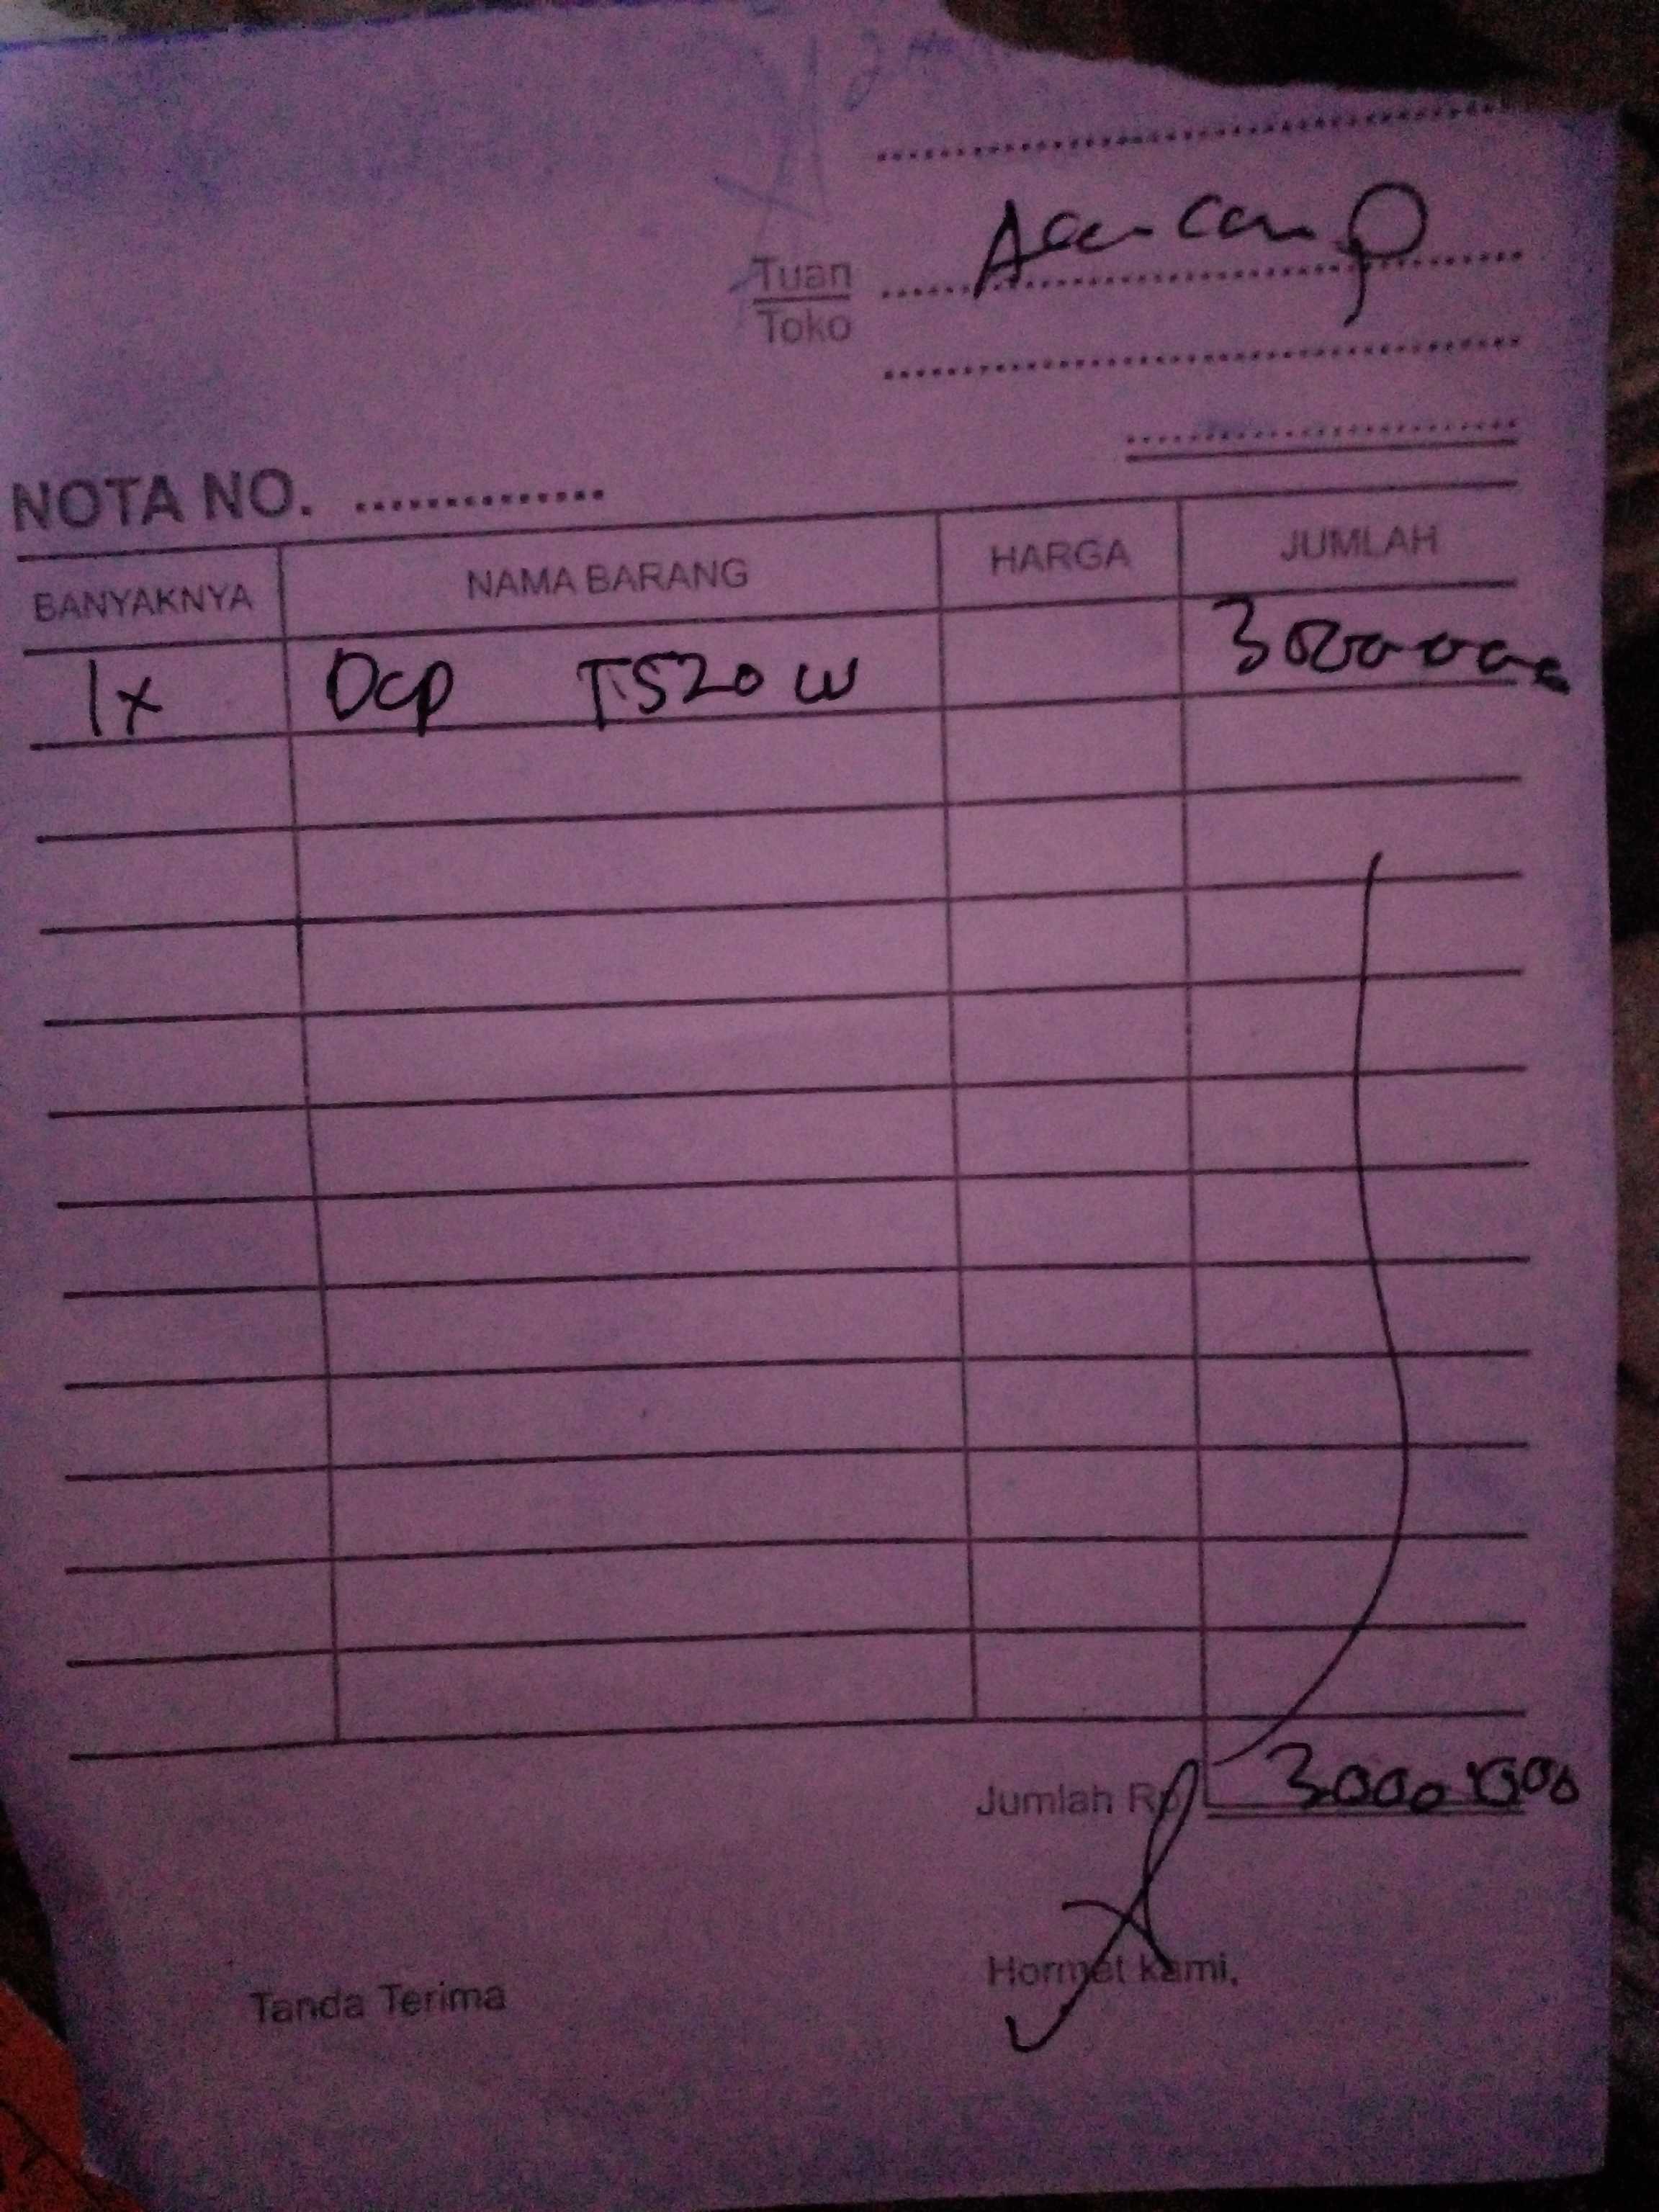 Tuan
Toko
NOTA NO. ..............
BANYAKNYA NAMA BARANG HARGA JUMLAH
1x Dcp T520 W 3000000
Jumlah Rp 3000000
Tanda Terima Hormat kami,